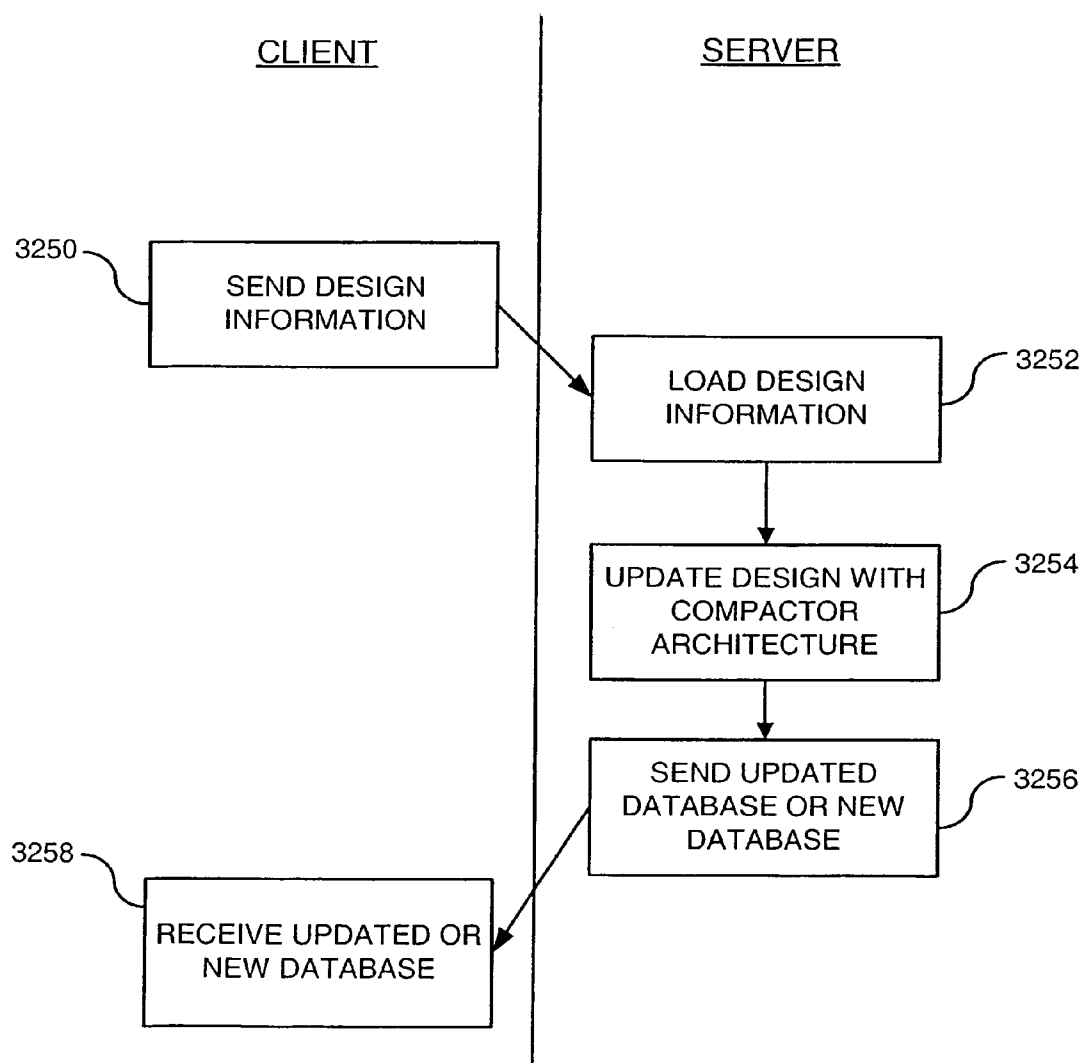 CLIENT
SERVER
3250
SEND DESIGN
INFORMATION
3252
LOAD DESIGN
INFORMATION
3254
UPDATE DESIGN WITH
COMPACTOR
ARCHITECTURE
3256
SEND UPDATED
DATABASE OR NEW
DATABASE
3258
RECEIVE UPDATED OR
NEW DATABASE